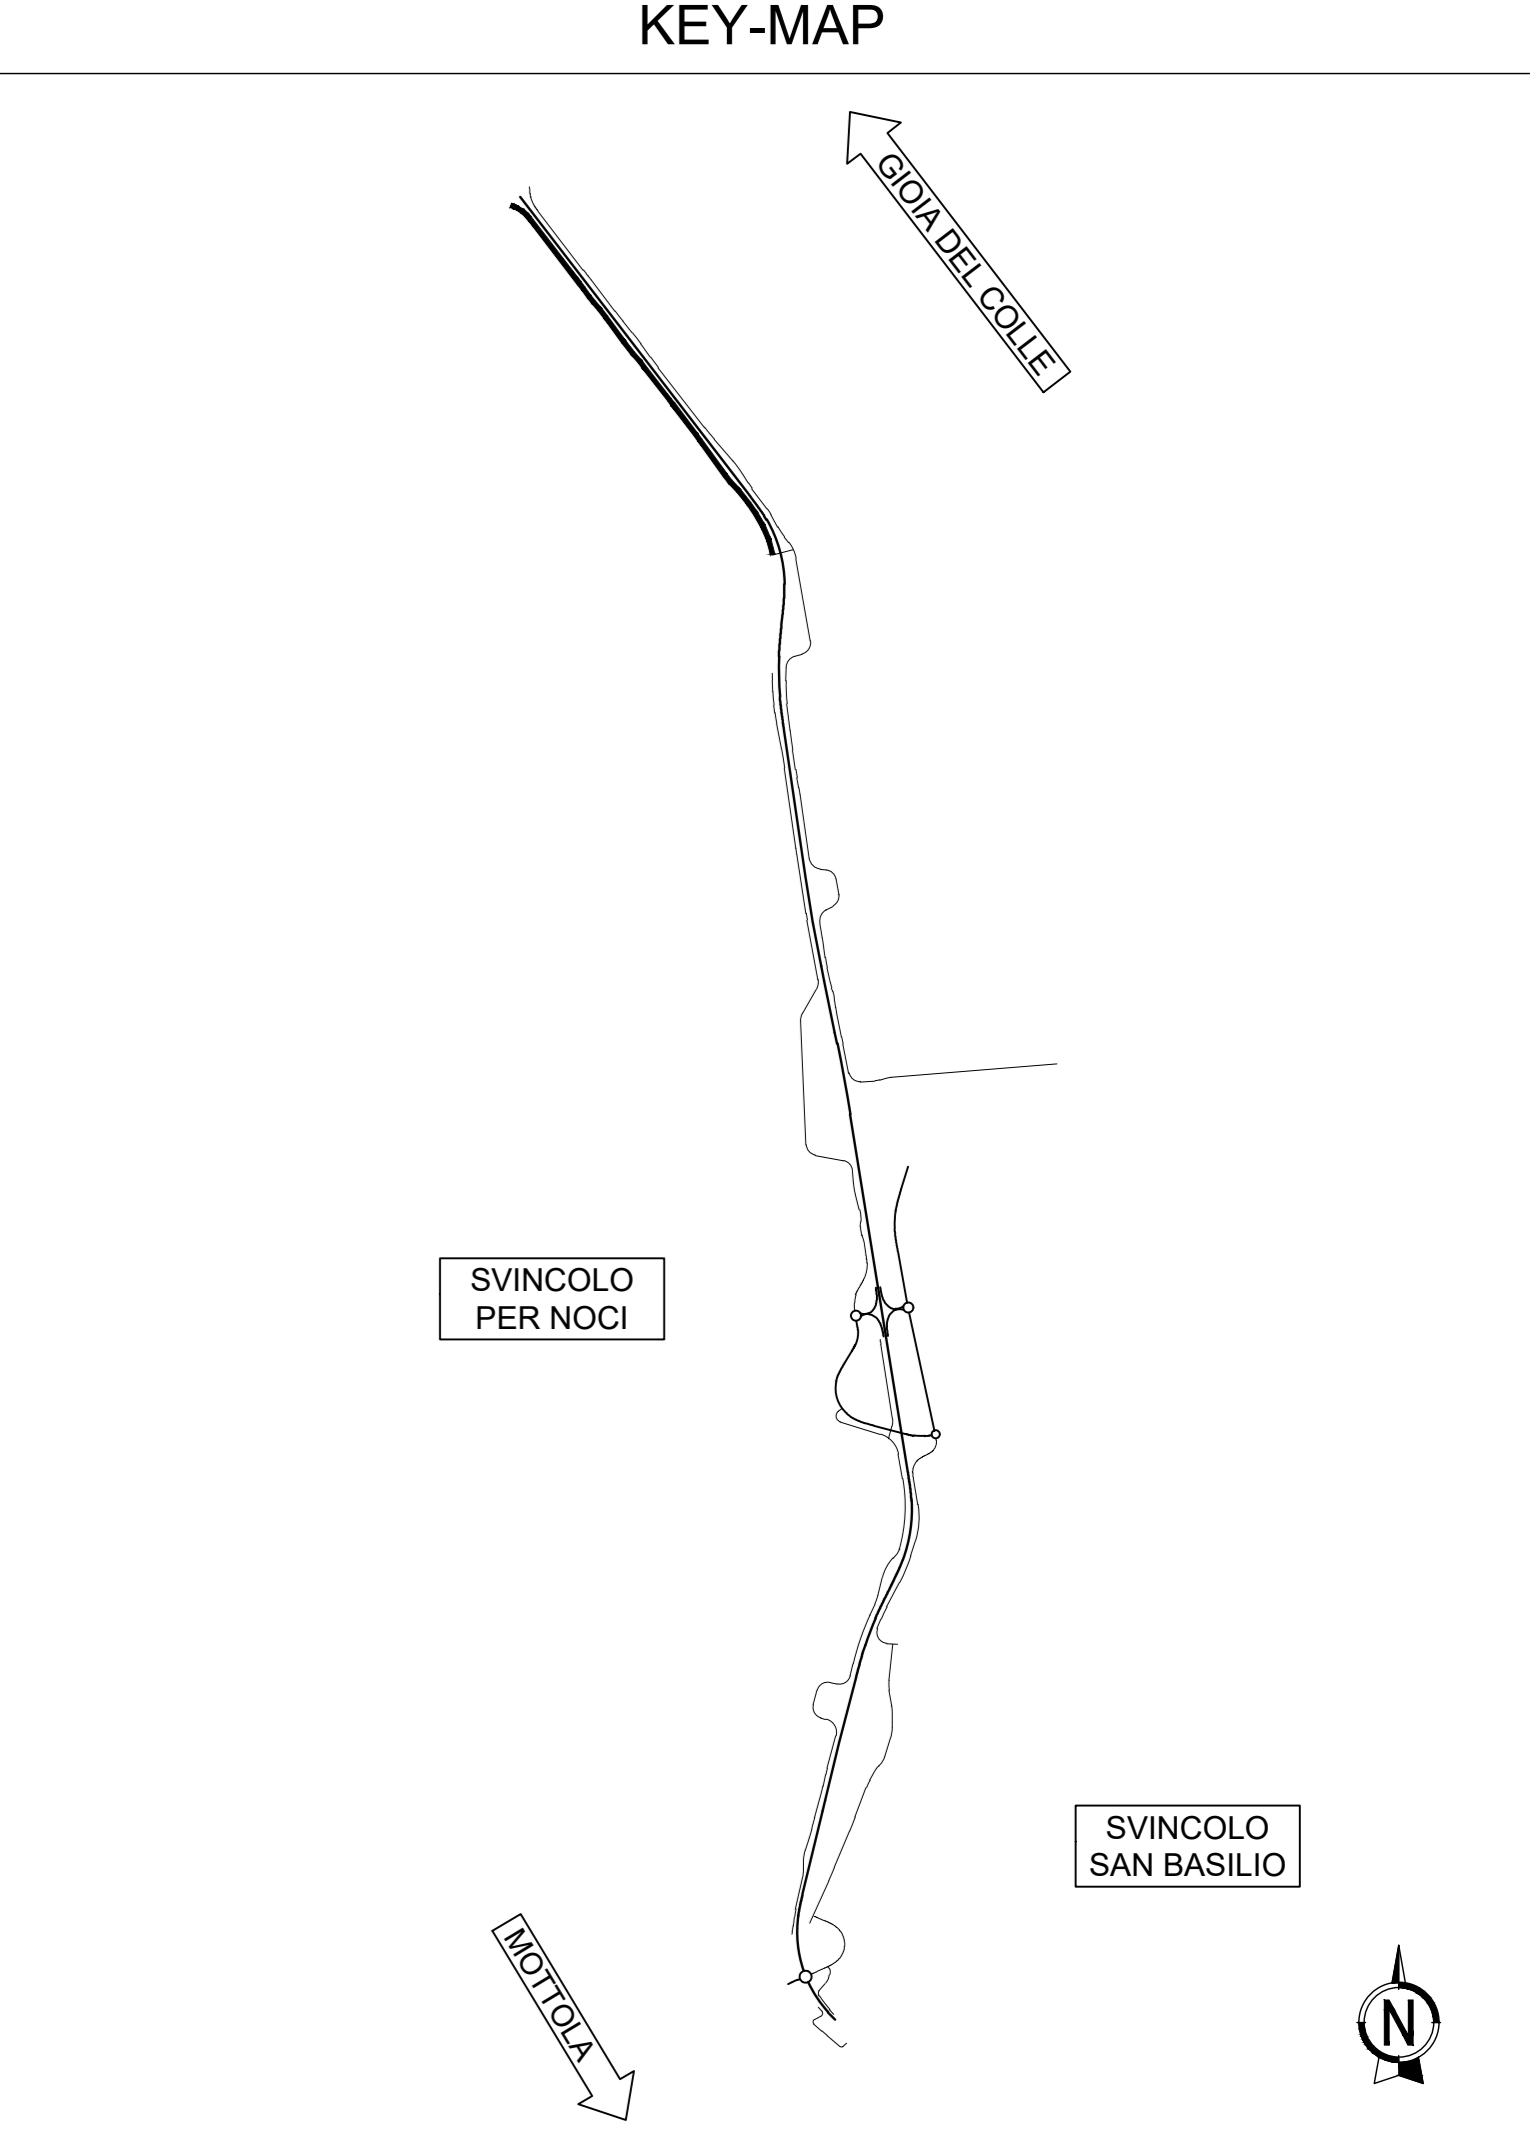 KEY-MAP
GIOIA DEL COLLE
SVINCOLO
PER NOCI
SVINCOLO
SAN BASILIO
MOTTOLA
N